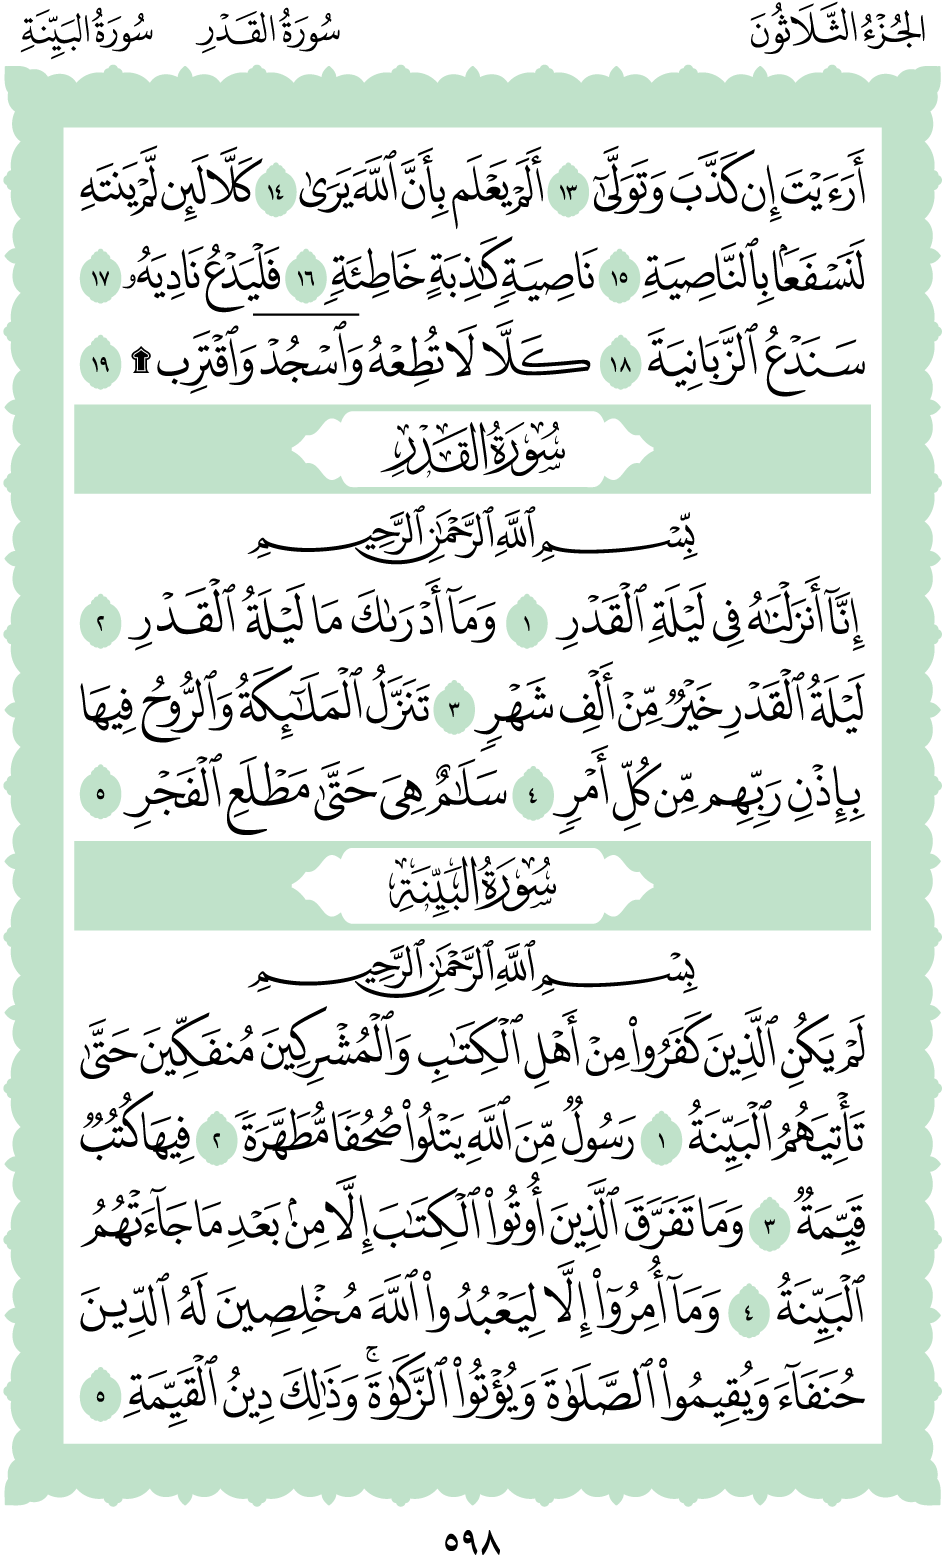 الجُزْءُ الثَّلَاثُونَ سُورَةُ القَدْرِ سُورَةُ البَيِّنَةِ
أَرَءَيْتَ إِن كَذَّبَ وَتَوَلَّىٰٓ ١٣ أَلَمْ يَعْلَم بِأَنَّ ٱللَّهَ يَرَىٰ ١٤ كَلَّا لَئِن لَّمْ يَنتَهِ
لَنَسْفَعَۢا بِٱلنَّاصِيَةِ ١٥ نَاصِيَةٍ كَٰذِبَةٍ خَاطِئَةٍ ١٦ فَلْيَدْعُ نَادِيَهُۥ ١٧
سَنَدْعُ ٱلزَّبَانِيَةَ ١٨ كَلَّا لَا تُطِعْهُ وَٱسْجُدْ وَٱقْتَرِب ۩ ١٩
سُورَةُ القَدْرِ
بِّسْمِ ٱللَّهِ ٱلرَّحْمَٰنِ ٱلرَّحِيمِ
إِنَّآ أَنزَلْنَٰهُ فِى لَيْلَةِ ٱلْقَدْرِ ١ وَمَآ أَدْرَىٰكَ مَا لَيْلَةُ ٱلْقَدْرِ ٢
لَيْلَةُ ٱلْقَدْرِ خَيْرٌ مِّنْ أَلْفِ شَهْرٍ ٣ تَنَزَّلُ ٱلْمَلَٰٓئِكَةُ وَٱلرُّوحُ فِيهَا
بِإِذْنِ رَبِّهِم مِّن كُلِّ أَمْرٍ ٤ سَلَٰمٌ هِىَ حَتَّىٰ مَطْلَعِ ٱلْفَجْرِ ٥
سُورَةُ البَيِّنَةِ
بِسْمِ ٱللَّهِ ٱلرَّحْمَٰنِ ٱلرَّحِيمِ
لَمْ يَكُنِ ٱلَّذِينَ كَفَرُوا۟ مِنْ أَهْلِ ٱلْكِتَٰبِ وَٱلْمُشْرِكِينَ مُنفَكِّينَ حَتَّىٰ
تَأْتِيَهُمُ ٱلْبَيِّنَةُ ١ رَسُولٌ مِّنَ ٱللَّهِ يَتْلُوا۟ صُحُفًا مُّطَهَّرَةً ٢ فِيهَا كُتُبٌ
قَيِّمَةٌ ٣ وَمَا تَفَرَّقَ ٱلَّذِينَ أُوتُوا۟ ٱلْكِتَٰبَ إِلَّا مِنۢ بَعْدِ مَا جَآءَتْهُمُ
ٱلْبَيِّنَةُ ٤ وَمَآ أُمِرُوٓا۟ إِلَّا لِيَعْبُدُوا۟ ٱللَّهَ مُخْلِصِينَ لَهُ ٱلدِّينَ
حُنَفَآءَ وَيُقِيمُوا۟ ٱلصَّلَوٰةَ وَيُؤْتُوا۟ ٱلزَّكَوٰةَ ۚ وَذَٰلِكَ دِينُ ٱلْقَيِّمَةِ ٥
٥٩٨